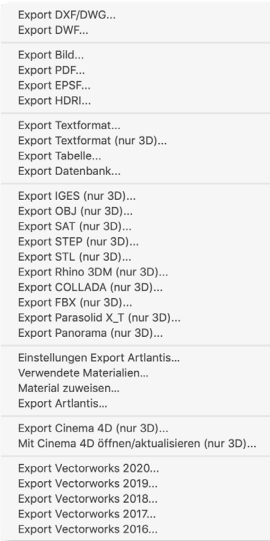 Export DXF/DWG...
Export DWF...
Export Bild...
Export PDF...
Export EPSF...
Export HDRI...
Export Textformat...
Export Textformat (nur 3D)...
Export Tabelle...
Export Datenbank...
Export IGES (nur 3D)...
Export OBJ (nur 3D)...
Export SAT (nur 3D)...
Export STEP (nur 3D)...
Export STL (nur 3D)...
Export Rhino 3DM (nur 3D)...
Export COLLADA (nur 3D)...
Export FBX (nur 3D)...
Export Parasolid X_T (nur 3D)...
Export Panorama (nur 3D)...
Einstellungen Export Artlantis...
Verwendete Materialien...
Material zuweisen...
Export Artlantis...
Export Cinema 4D (nur 3D)...
Mit Cinema 4D öffnen/aktualisieren (nur 3D)...
Export Vectorworks 2020...
Export Vectorworks 2019...
Export Vectorworks 2018...
Export Vectorworks 2017...
Export Vectorworks 2016...